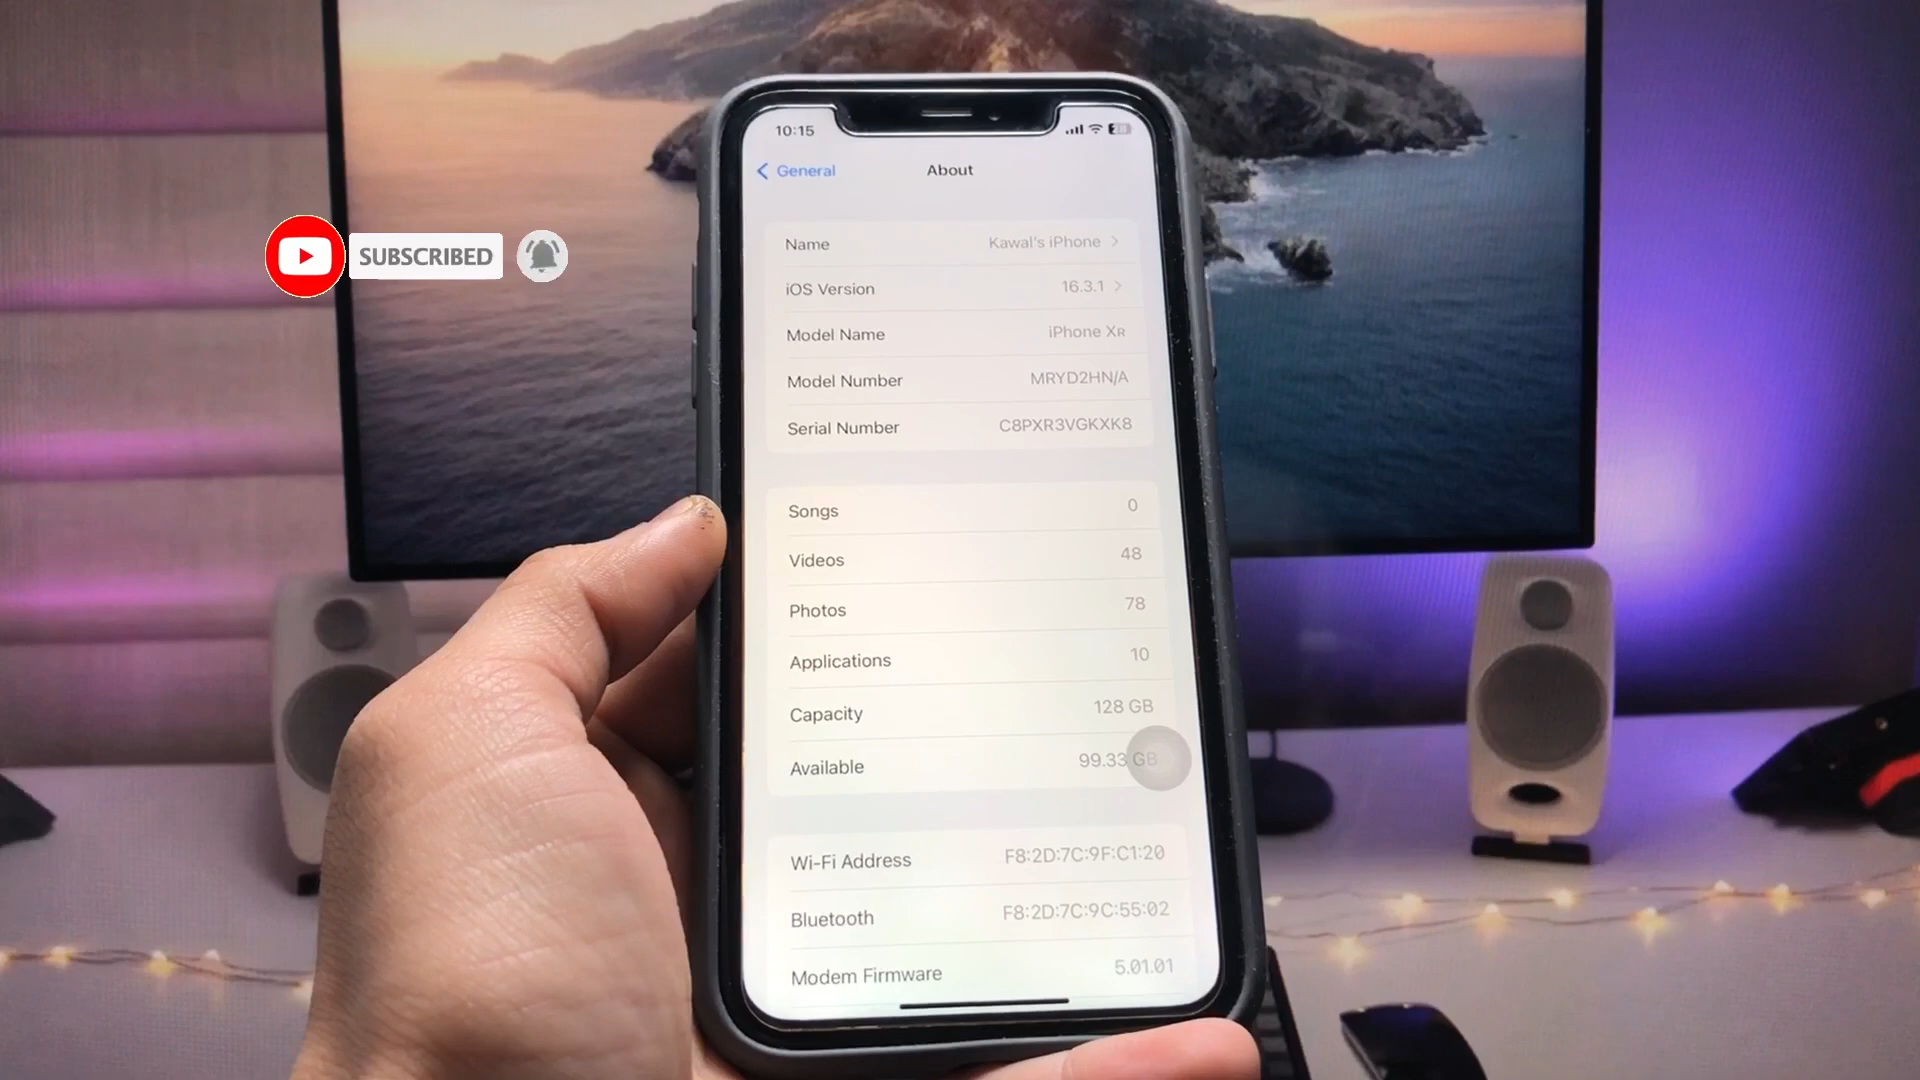 10:15
General
About
SUBSCRIBED
Name Kawal's iPhone
iOS Version 16.3.1
Model Name iPhone XR
Model Number MRYD2HN/A
Serial Number C8PXR3VGKXK8
Songs 0
Videos 48
Photos 78
Applications 10
Capacity 128 GB
Available 99.33 GB
Wi-Fi Address F8:2D:7C:9F:C1:20
Bluetooth F8:2D:7C:9C:55:02
Modem Firmware 5.01.01